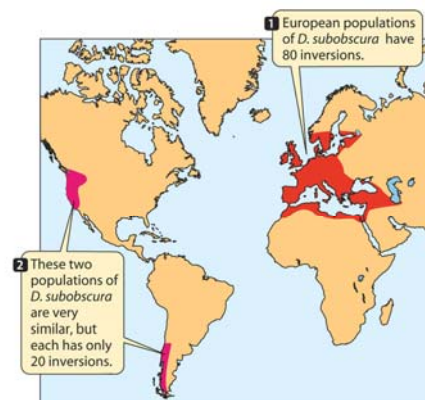 1 European populations
of D. subobscura have
80 inversions.
2 These two
populations of
D. subobscura
are very
similar, but
each has only
20 inversions.